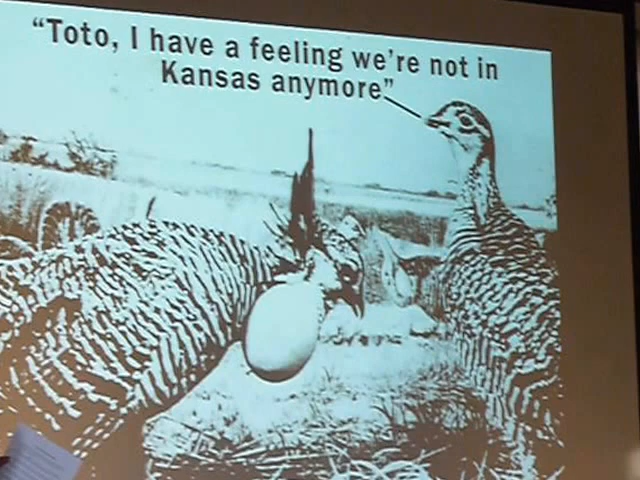 “Toto, I have a feeling we’re not in
Kansas anymore”